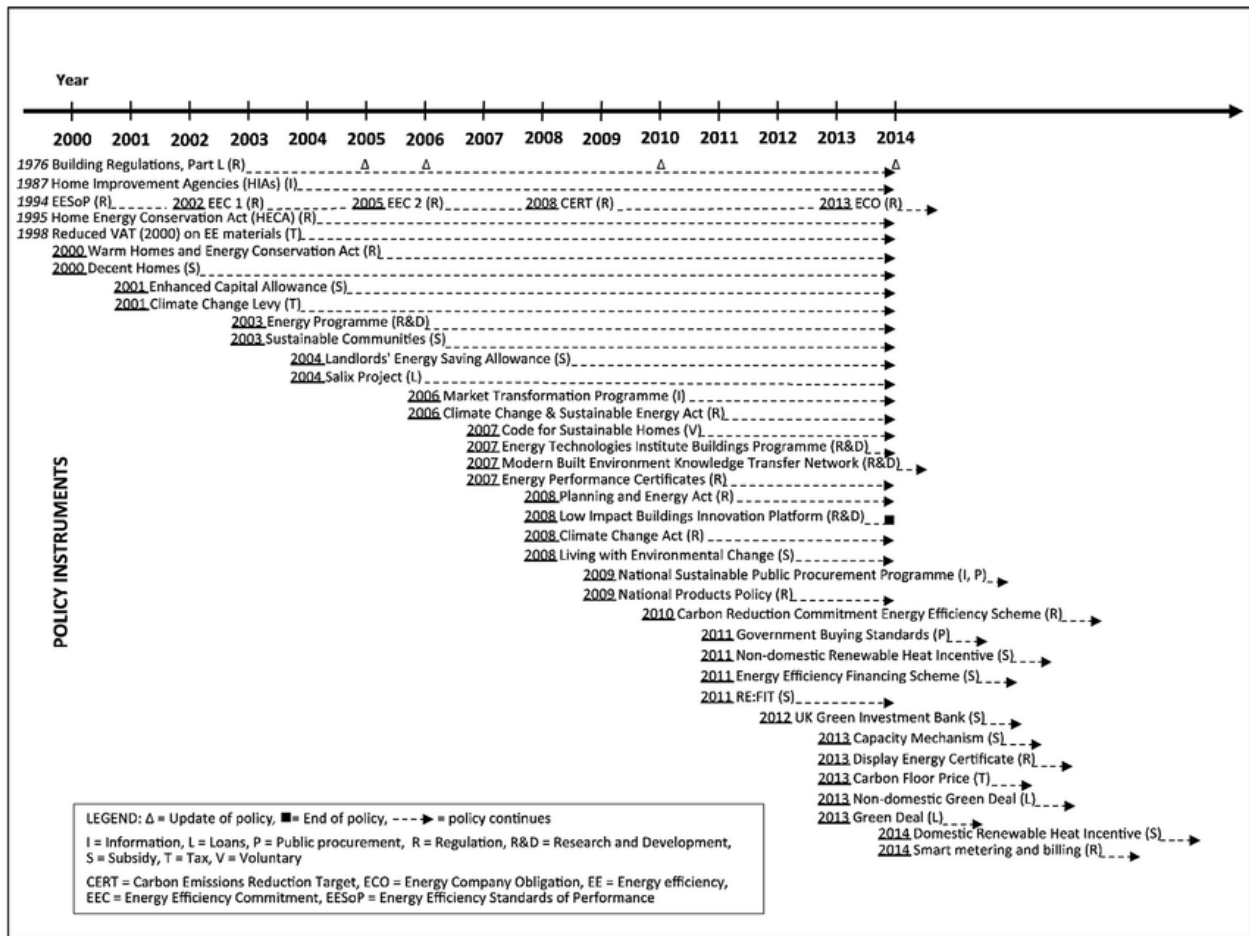 Year
2000 2001 2002 2003 2004 2005 2006 2007 2008 2009 2010 2011 2012 2013 2014
1976 Building Regulations, Part L (R) Δ Δ Δ Δ
1987 Home Improvement Agencies (HIAs) (I)
1994 EESoP (R) 2002 EEC 1 (R) 2005 EEC 2 (R) 2008 CERT (R) 2013 ECO (R)
1995 Home Energy Conservation Act (HECA) (R)
1998 Reduced VAT (2000) on EE materials (T)
2000 Warm Homes and Energy Conservation Act (R)
2000 Decent Homes (S)
2001 Enhanced Capital Allowance (S)
2001 Climate Change Levy (T)
2003 Energy Programme (R&D)
2003 Sustainable Communities (S)
2004 Landlords' Energy Saving Allowance (S)
2004 Salix Project (L)
2006 Market Transformation Programme (I)
2006 Climate Change & Sustainable Energy Act (R)
2007 Code for Sustainable Homes (V)
2007 Energy Technologies Institute Buildings Programme (R&D)
2007 Modern Built Environment Knowledge Transfer Network (R&D)
2007 Energy Performance Certificates (R)
2008 Planning and Energy Act (R)
2008 Low Impact Buildings Innovation Platform (R&D)
2008 Climate Change Act (R)
2008 Living with Environmental Change (S)
2009 National Sustainable Public Procurement Programme (I, P)
2009 National Products Policy (R)
2010 Carbon Reduction Commitment Energy Efficiency Scheme (R)
2011 Government Buying Standards (P)
2011 Non-domestic Renewable Heat Incentive (S)
2011 Energy Efficiency Financing Scheme (S)
2011 RE:FIT (S)
2012 UK Green Investment Bank (S)
2013 Capacity Mechanism (S)
2013 Display Energy Certificate (R)
2013 Carbon Floor Price (T)
2013 Non-domestic Green Deal (L)
2013 Green Deal (L)
2014 Domestic Renewable Heat Incentive (S)
2014 Smart metering and billing (R)
POLICY INSTRUMENTS
LEGEND: Δ = Update of policy, ■= End of policy, ----► = policy continues
I = Information, L = Loans, P = Public procurement, R = Regulation, R&D = Research and Development,
S = Subsidy, T = Tax, V = Voluntary
CERT = Carbon Emissions Reduction Target, ECO = Energy Company Obligation, EE = Energy efficiency,
EEC = Energy Efficiency Commitment, EESoP = Energy Efficiency Standards of Performance